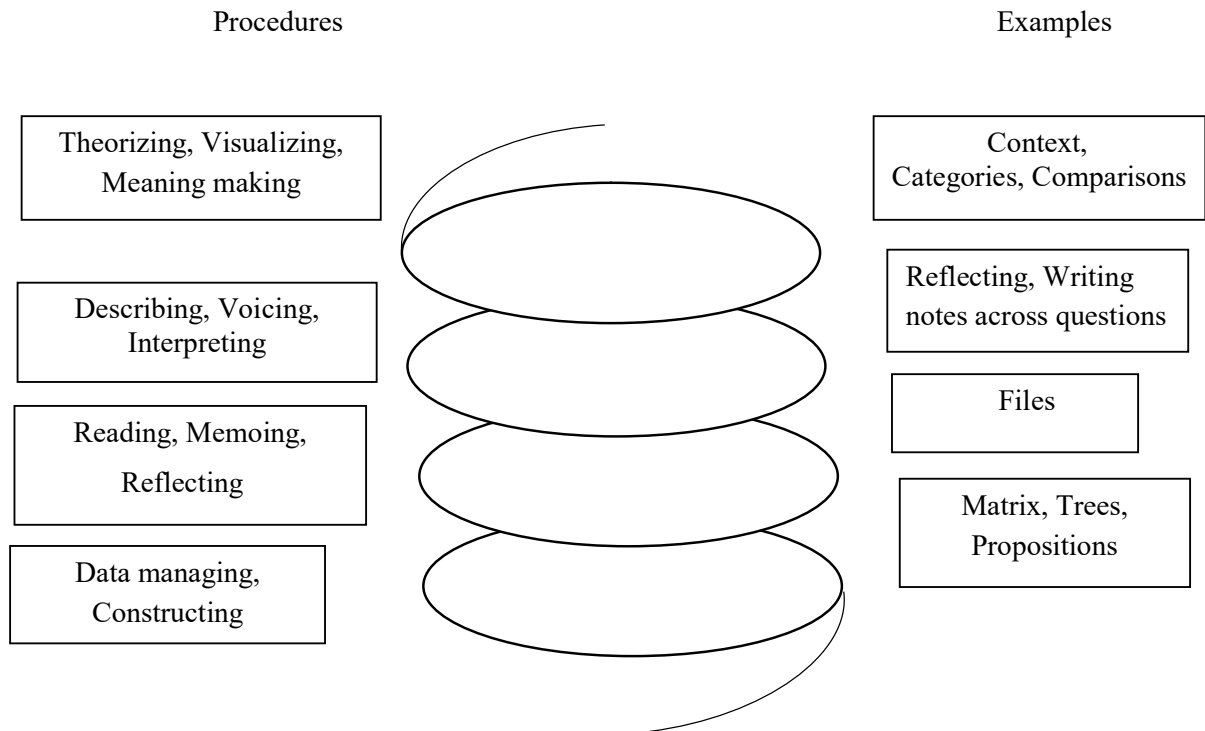 Procedures
Examples
Theorizing, Visualizing,
Meaning making
Context,
Categories, Comparisons
Describing, Voicing,
Interpreting
Reflecting, Writing
notes across questions
Reading, Memoing,
Reflecting
Files
Data managing,
Constructing
Matrix, Trees,
Propositions